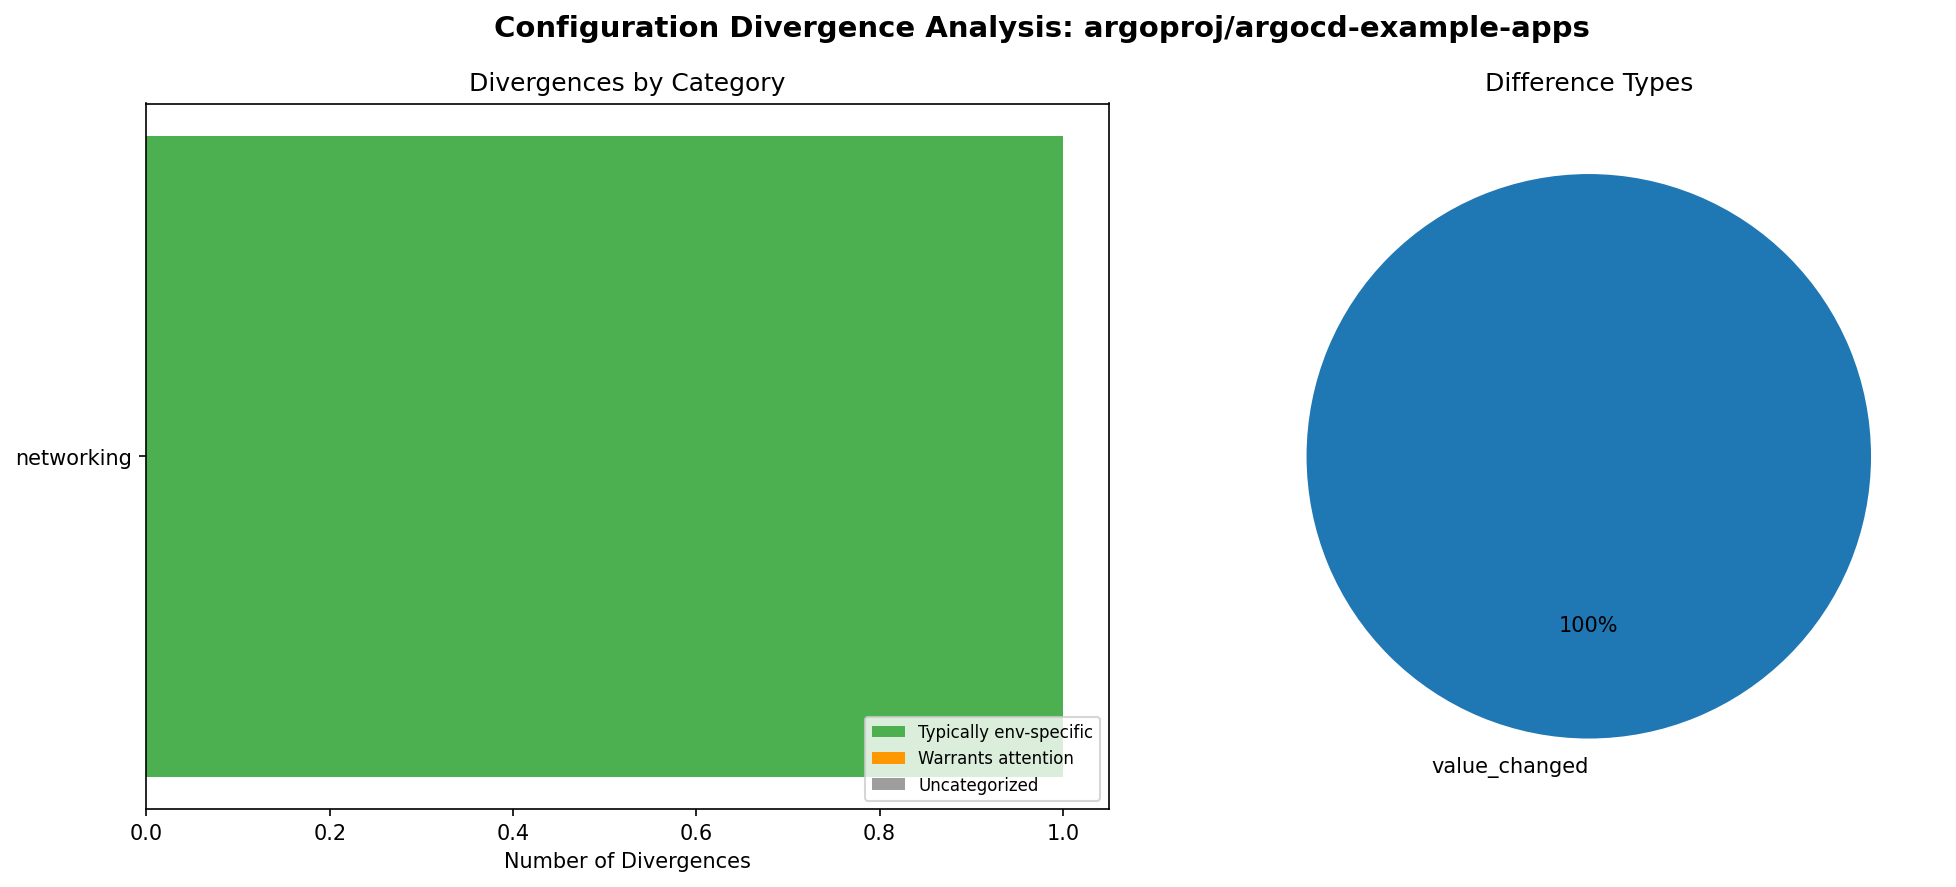 Configuration Divergence Analysis: argoproj/argocd-example-apps
Divergences by Category
networking
Typically env-specific
Warrants attention
Uncategorized
0.0 0.2 0.4 0.6 0.8 1.0
Number of Divergences
Difference Types
100%
value_changed